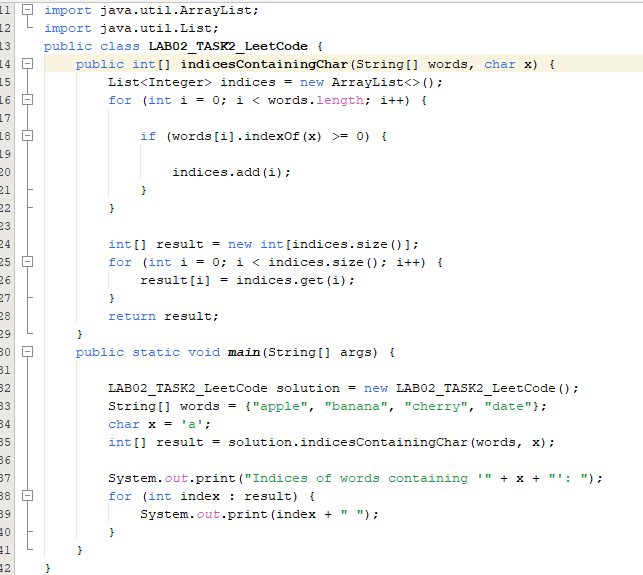 11 import java.util.ArrayList;
12 import java.util.List;
13 public class LAB02_TASK2_LeetCode {
14     public int[] indicesContainingChar(String[] words, char x) {
15         List<Integer> indices = new ArrayList<>();
16         for (int i = 0; i < words.length; i++) {
17
18             if (words[i].indexOf(x) >= 0) {
19
20                 indices.add(i);
21             }
22         }
23
24         int[] result = new int[indices.size()];
25         for (int i = 0; i < indices.size(); i++) {
26             result[i] = indices.get(i);
27         }
28         return result;
29     }
30     public static void main(String[] args) {
31
32         LAB02_TASK2_LeetCode solution = new LAB02_TASK2_LeetCode();
33         String[] words = {"apple", "banana", "cherry", "date"};
34         char x = 'a';
35         int[] result = solution.indicesContainingChar(words, x);
36
37         System.out.print("Indices of words containing '" + x + "': ");
38         for (int index : result) {
39             System.out.print(index + " ");
40         }
41     }
42 }